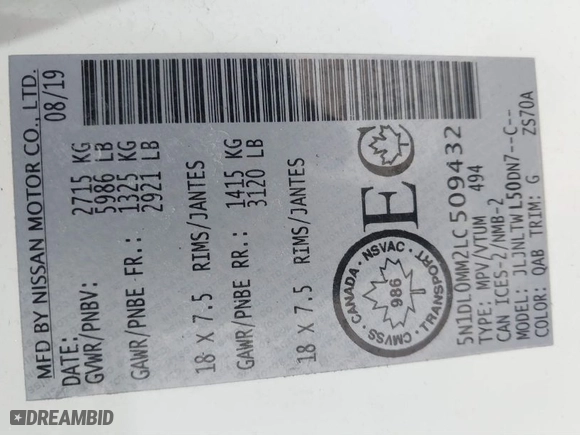 MFD BY NISSAN MOTOR CO., LTD.
DATE: 08/19
GVWR/PNBV: 2715 KG
5986 LB
GAWR/PNBE FR.: 1325 KG
2921 LB
18 X 7.5 RIMS/JANTES
GAWR/PNBE RR.: 1415 KG
3120 LB
18 X 7.5 RIMS/JANTES
EC
CANADA · NSVAC · TRANSPORT · CMVSS ·
986
5N1DL0MM2LC509432
TYPE: MPV/VTUM 494
CAN ICES-2/NMB-2
MODEL: JLJNLTWL50DN7--C--
COLOR: QAB TRIM: G ZS70A
DREAMBID